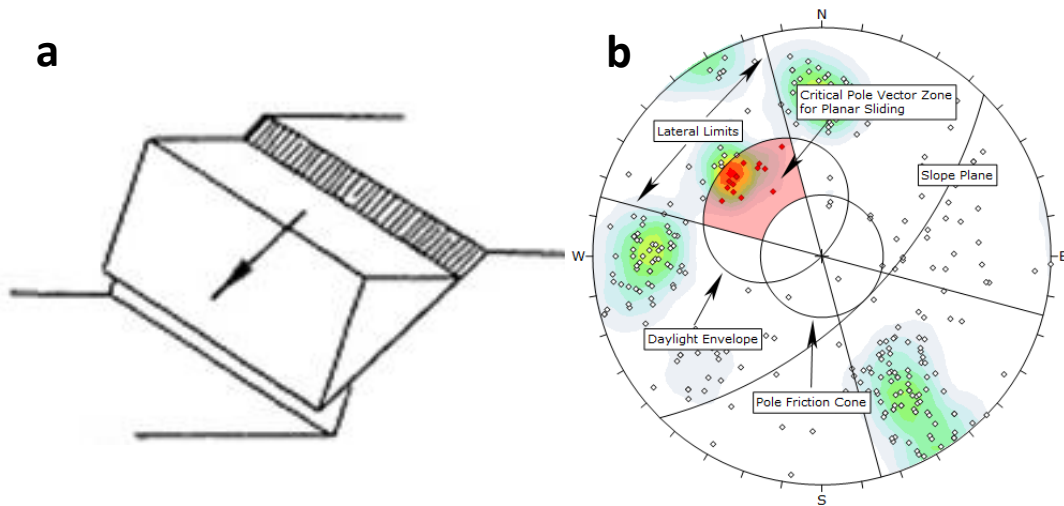 a
b
N
Critical Pole Vector Zone
for Planar Sliding
Lateral Limits
Slope Plane
W
E
Daylight Envelope
Pole Friction Cone
S